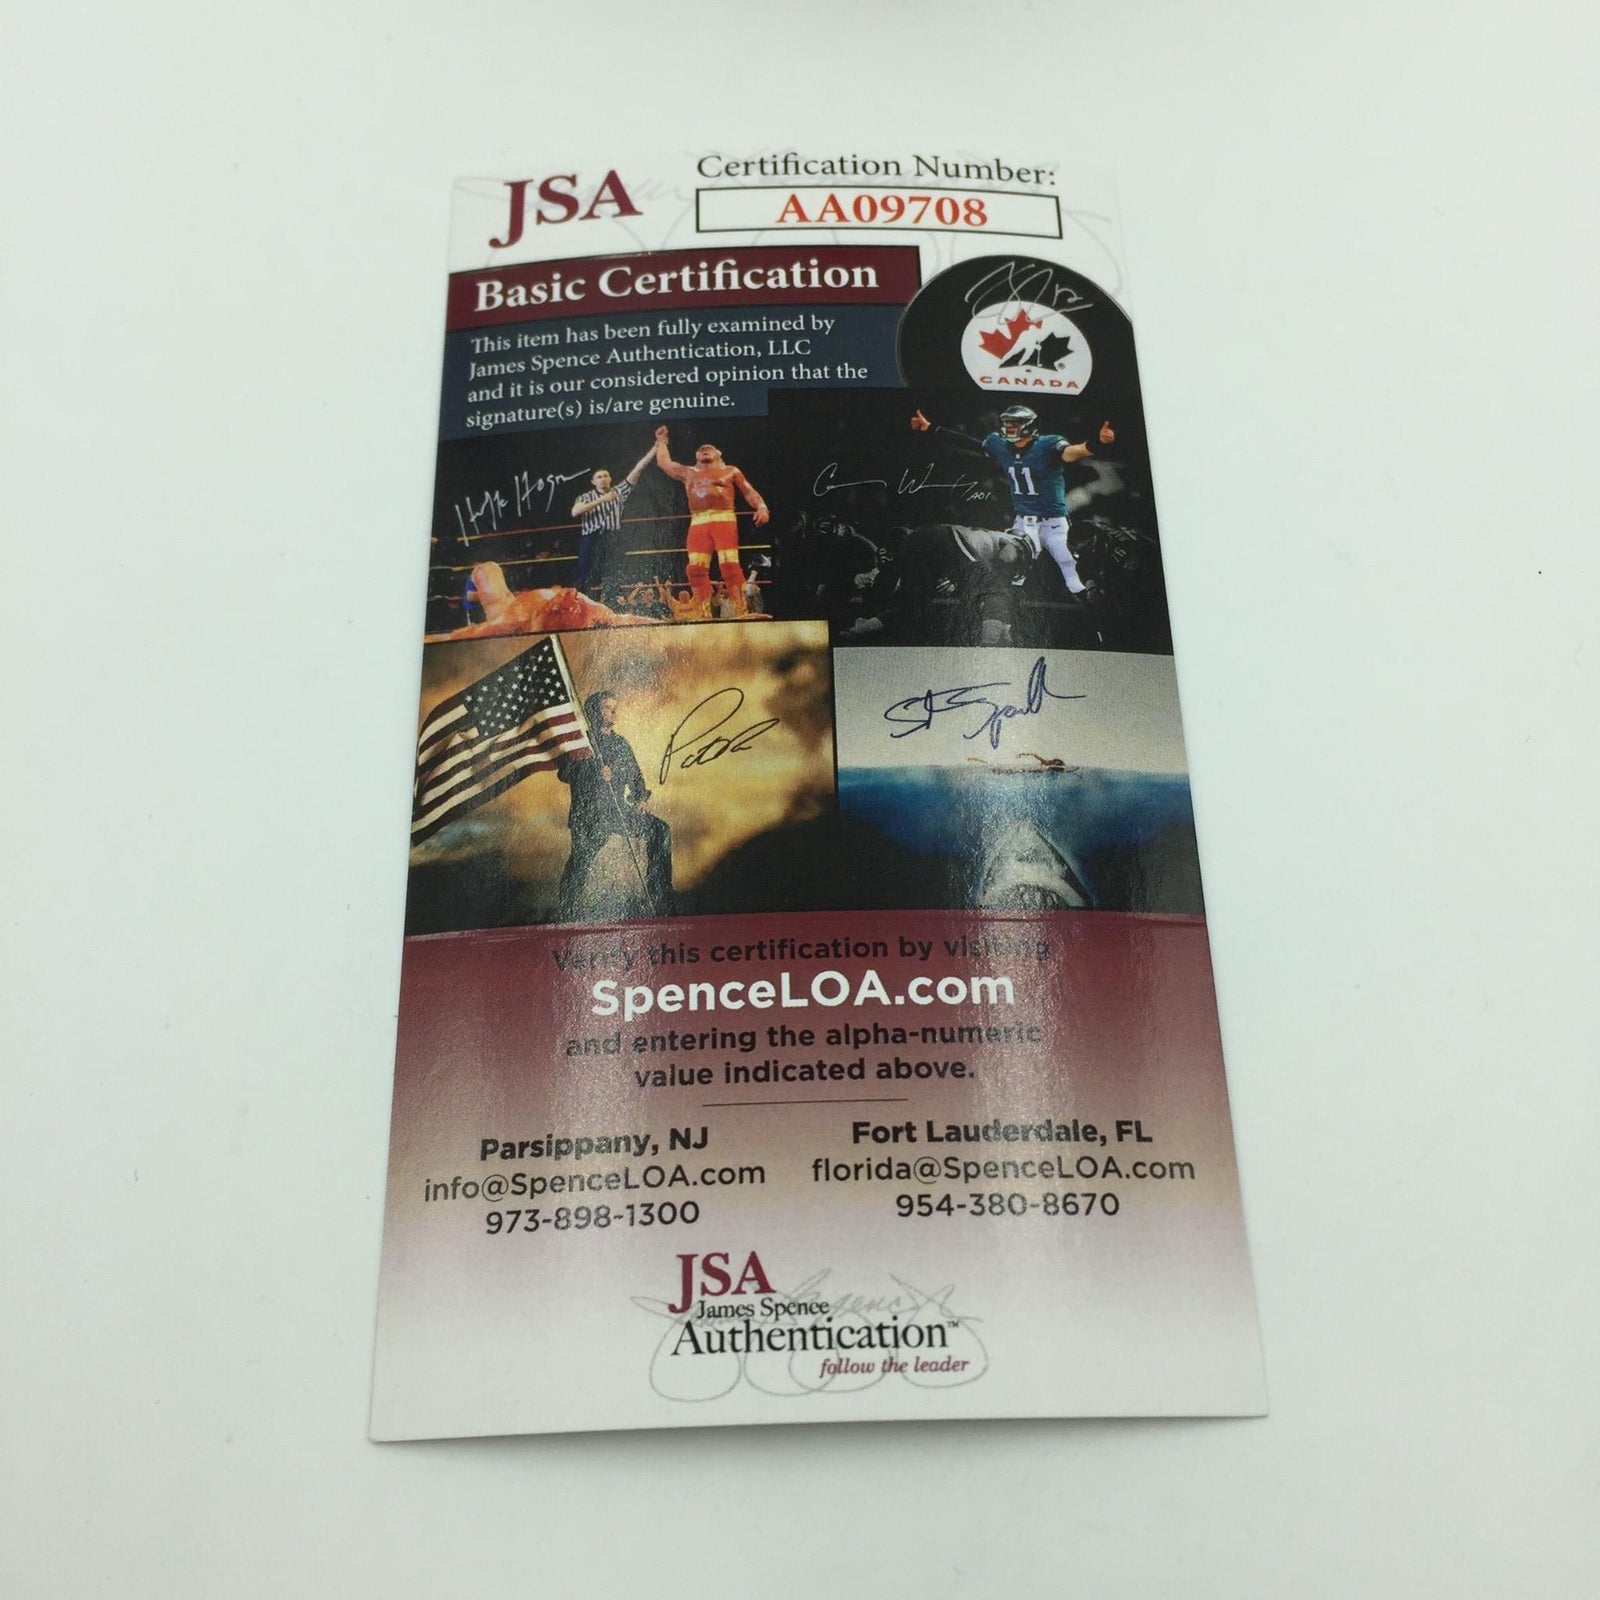 JSA
Certification Number:
AA09708
Basic Certification
This item has been fully examined by
James Spence Authentication, LLC
and it is our considered opinion that the
signature(s) is/are genuine.
CANADA
Hulk Hogan
11
Verify this certification by visiting
SpenceLOA.com
and entering the alpha-numeric
value indicated above.
Parsippany, NJ
info@SpenceLOA.com
973-898-1300
Fort Lauderdale, FL
florida@SpenceLOA.com
954-380-8670
JSA
James Spence
Authentication™
follow the leader